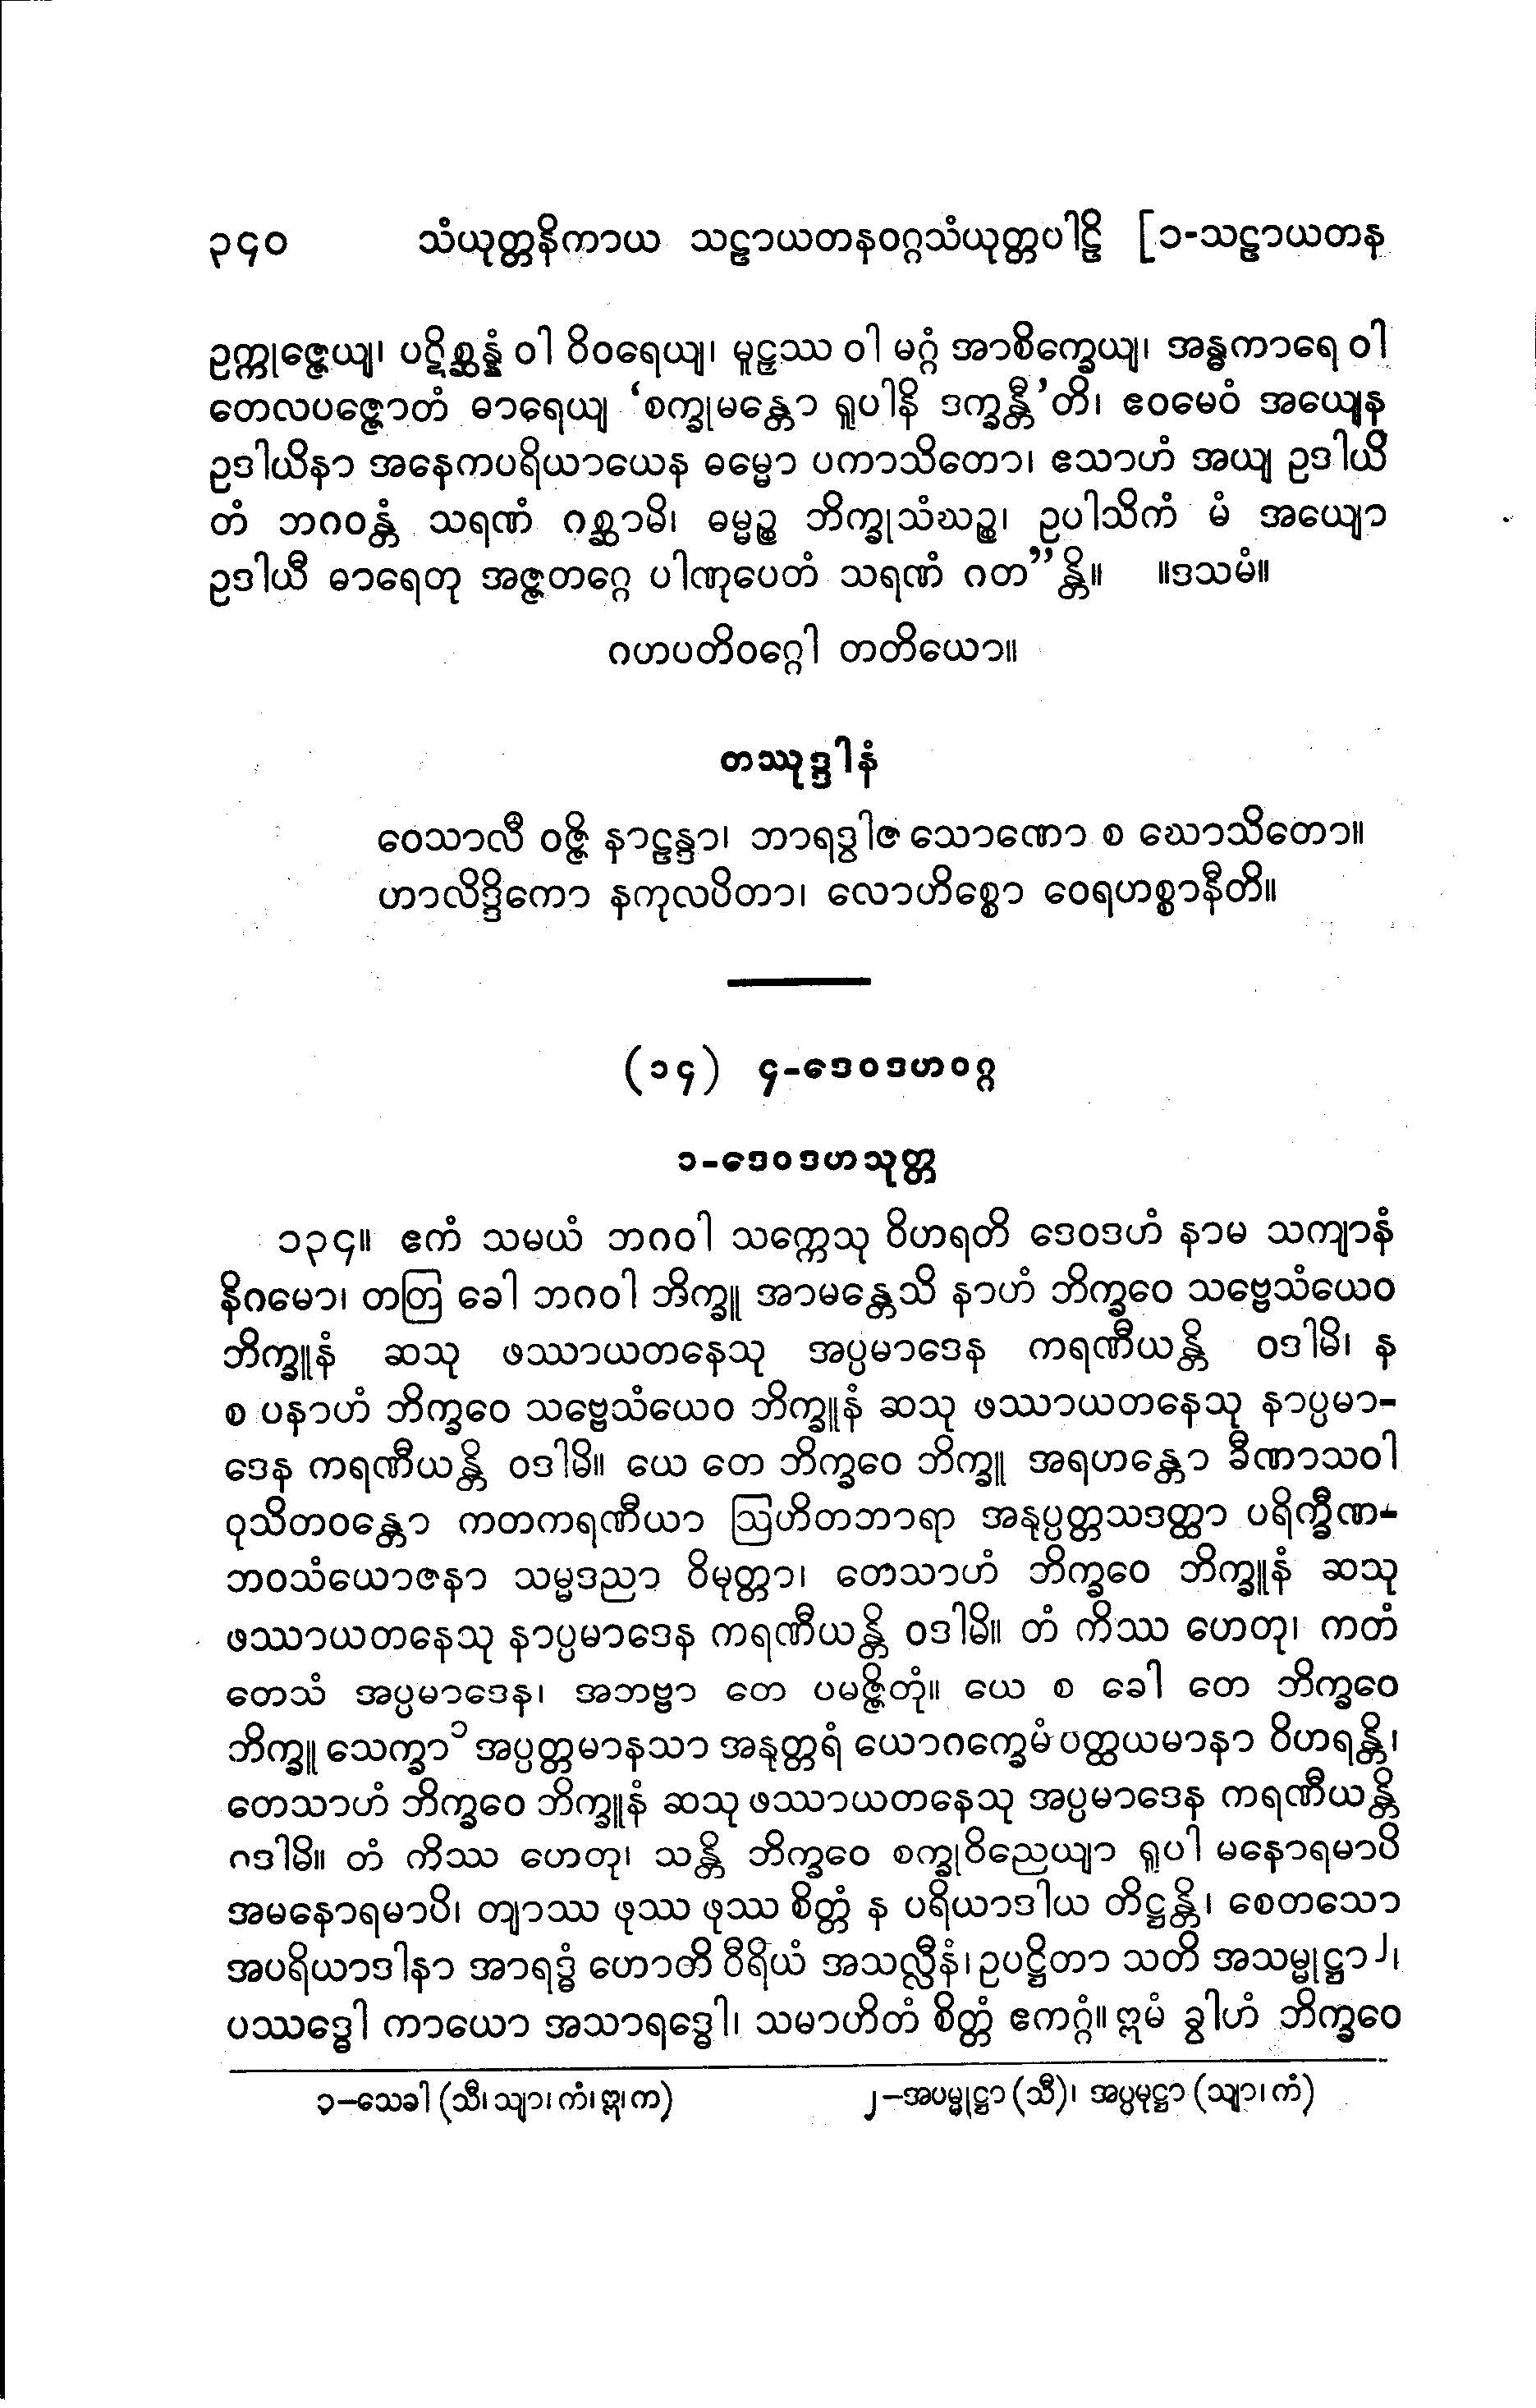 ၃၄၀ သံယုတ္တနိကာယ သဠာယတနဝဂ္ဂသံယုတ္တပါဠိ [၁-သဠာယတန
ဥက္ကုဇ္ဇေယျ၊ ပဋိစ္ဆန္နံ ဝါ ဝိဝရေယျ၊ မူဠှဿ ဝါ မဂ္ဂံ အာစိက္ခေယျ၊ အန္ဓကာရေ ဝါ
တေလပဇ္ဇောတံ ဓာရေယျ ‘စက္ခုမန္တော ရူပါနိ ဒက္ခန္တီ’တိ၊ ဧဝမေဝံ အယျေန
ဥဒါယိနာ အနေကပရိယာယေန ဓမ္မော ပကာသိတော၊ ဧသာဟံ အယျ ဥဒါယိ
တံ ဘဂဝန္တံ သရဏံ ဂစ္ဆာမိ၊ ဓမ္မဉ္စ ဘိက္ခုသံဃဉ္စ၊ ဥပါသိကံ မံ အယျော
ဥဒါယီ ဓာရေတု အဇ္ဇတဂ္ဂေ ပါဏုပေတံ သရဏံ ဂတ”န္တိ။ ။ဒသမံ။
ဂဟပတိဝဂ္ဂေါ တတိယော။
တဿုဒ္ဒါနံ
ဝေသာလီ ဝဇ္ဇိ နာဠန္ဒာ၊ ဘာရဒွါဇ သောဏော စ ဃောသိတော။
ဟာလိဒ္ဒိကော နကုလပိတာ၊ လောဟိစ္စော ဝေရဟစ္စာနီတိ။
(၁၄) ၄-ဒေဝဒဟဝဂ္ဂ
၁-ဒေဝဒဟသုတ္တ
၁၃၄။ ဧကံ သမယံ ဘဂဝါ သက္ကေသု ဝိဟရတိ ဒေဝဒဟံ နာမ သကျာနံ
နိဂမော၊ တတြ ခေါ ဘဂဝါ ဘိက္ခူ အာမန္တေသိ နာဟံ ဘိက္ခဝေ သဗ္ဗေသံယေဝ
ဘိက္ခူနံ ဆသု ဖဿာယတနေသု အပ္ပမာဒေန ကရဏီယန္တိ ဝဒါမိ၊ န
စ ပနာဟံ ဘိက္ခဝေ သဗ္ဗေသံယေဝ ဘိက္ခူနံ ဆသု ဖဿာယတနေသု နာပ္ပမာ-
ဒေန ကရဏီယန္တိ ဝဒါမိ။ ယေ တေ ဘိက္ခဝေ ဘိက္ခူ အရဟန္တော ခီဏာသဝါ
ဝုသိတဝန္တော ကတကရဏီယာ ဩဟိတဘာရာ အနုပ္ပတ္တသဒတ္ထာ ပရိက္ခီဏ-
ဘဝသံယောဇနာ သမ္မဒညာ ဝိမုတ္တာ၊ တေသာဟံ ဘိက္ခဝေ ဘိက္ခူနံ ဆသု
ဖဿာယတနေသု နာပ္ပမာဒေန ကရဏီယန္တိ ဝဒါမိ။ တံ ကိဿ ဟေတု၊ ကတံ
တေသံ အပ္ပမာဒေန၊ အဘဗ္ဗာ တေ ပမဇ္ဇိတုံ။ ယေ စ ခေါ တေ ဘိက္ခဝေ
ဘိက္ခူ သေက္ခာ၁ အပ္ပတ္တမာနသာ အနုတ္တရံ ယောဂက္ခေမံ ပတ္ထယမာနာ ဝိဟရန္တိ၊
တေသာဟံ ဘိက္ခဝေ ဘိက္ခူနံ ဆသု ဖဿာယတနေသု အပ္ပမာဒေန ကရဏီယန္တိ
ဂဒါမိ။ တံ ကိဿ ဟေတု၊ သန္တိ ဘိက္ခဝေ စက္ခုဝိညေယျာ ရူပါ မနောရမာပိ
အမနောရမာပိ၊ တျာဿ ဖုဿ ဖုဿ စိတ္တံ န ပရိယာဒါယ တိဋ္ဌန္တိ၊ စေတသော
အပရိယာဒါနာ အာရဒ္ဓံ ဟောတိ ဝီရိယံ အသလ္လီနံ၊ ဥပဋ္ဌိတာ သတိ အသမ္မုဋ္ဌာ၂၊
ပဿဒ္ဓေါ ကာယော အသာရဒ္ဓေါ၊ သမာဟိတံ စိတ္တံ ဧကဂ္ဂံ။ ဣမံ ခွါဟံ ဘိက္ခဝေ
၁–သေခါ (သီ၊ သျာ၊ ကံ၊ ဣ၊ က) ၂–အပမ္မုဋ္ဌာ (သီ)၊ အပ္ပမုဋ္ဌာ (သျာ၊ ကံ)